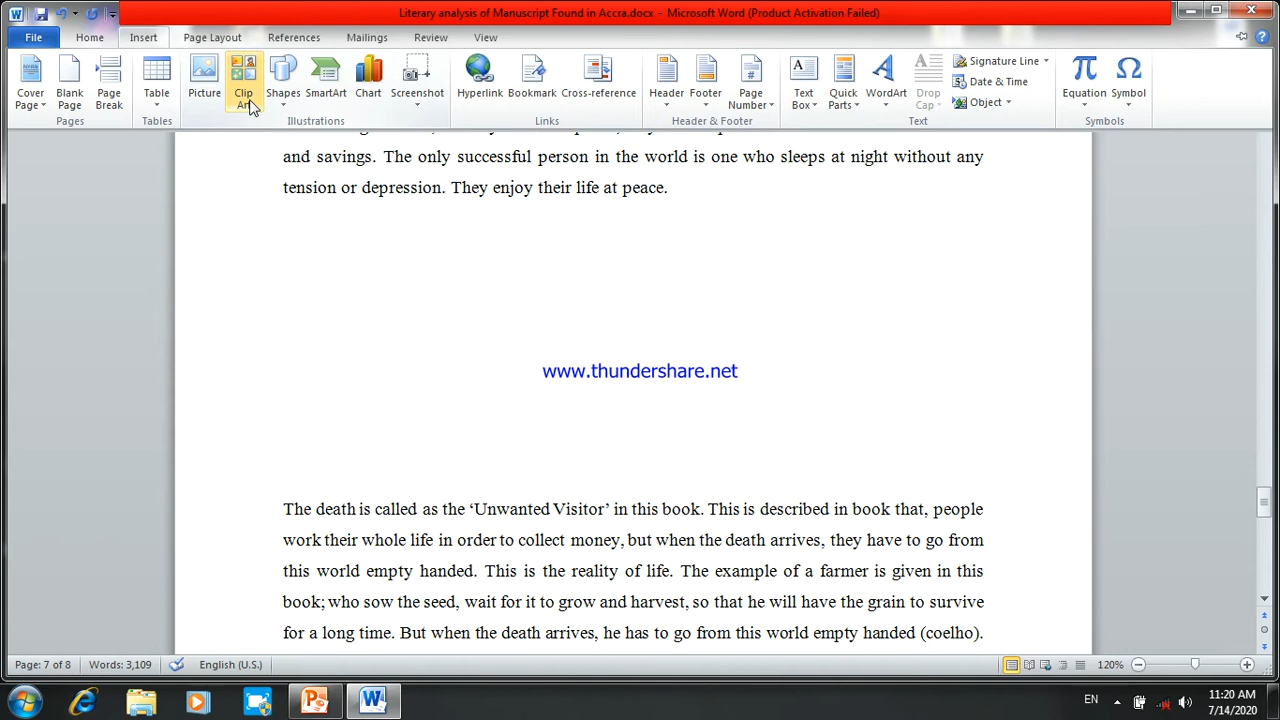 Literary analysis of Manuscript Found in Accra.docx - Microsoft Word (Product Activation Failed)
File Home Insert Page Layout References Mailings Review View
Cover Page Blank Page Page Break Table Picture Clip Art Shapes SmartArt Chart Screenshot Hyperlink Bookmark Cross-reference Header Footer Page Number Text Box Quick Parts WordArt Drop Cap Signature Line Date & Time Object Equation Symbol
Pages Tables Illustrations Links Header & Footer Text Symbols
and savings. The only successful person in the world is one who sleeps at night without any
tension or depression. They enjoy their life at peace.
www.thundershare.net
The death is called as the ‘Unwanted Visitor’ in this book. This is described in book that, people
work their whole life in order to collect money, but when the death arrives, they have to go from
this world empty handed. This is the reality of life. The example of a farmer is given in this
book; who sow the seed, wait for it to grow and harvest, so that he will have the grain to survive
for a long time. But when the death arrives, he has to go from this world empty handed (coelho).
Page: 7 of 8 Words: 3,109 English (U.S.) 120%
EN 11:20 AM
7/14/2020